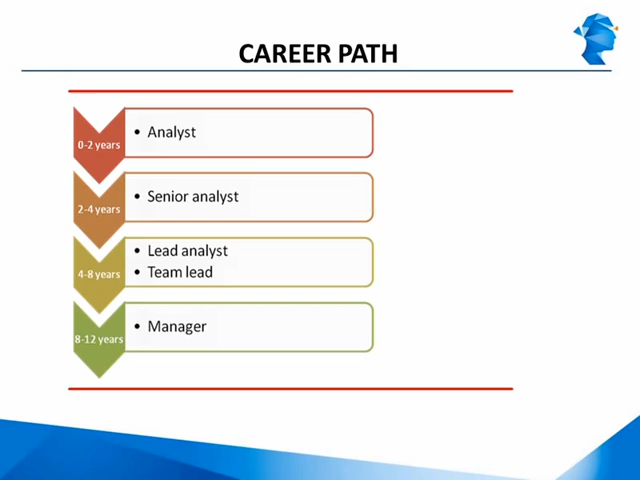 CAREER PATH
0-2 years
• Analyst
2-4 years
• Senior analyst
4-8 years
• Lead analyst
• Team lead
8-12 years
• Manager